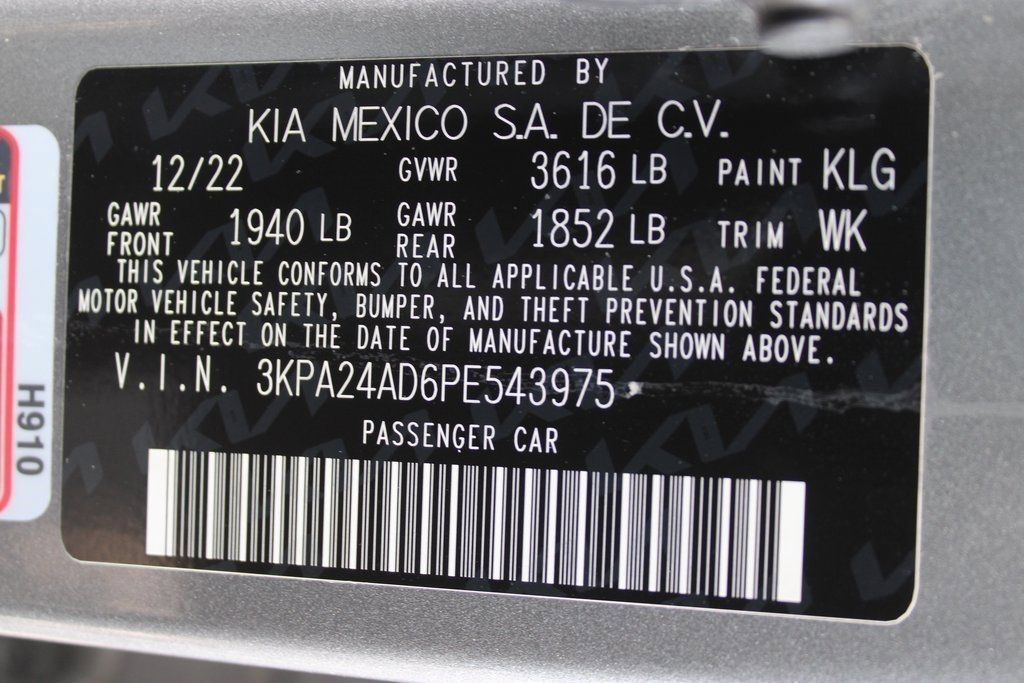 MANUFACTURED BY
KIA MEXICO S.A. DE C.V.
12/22 GVWR 3616 LB PAINT KLG
GAWR FRONT 1940 LB GAWR REAR 1852 LB TRIM WK
THIS VEHICLE CONFORMS TO ALL APPLICABLE U.S.A. FEDERAL
MOTOR VEHICLE SAFETY, BUMPER, AND THEFT PREVENTION STANDARDS
IN EFFECT ON THE DATE OF MANUFACTURE SHOWN ABOVE.
V.I.N. 3KPA24AD6PE543975
PASSENGER CAR
H910